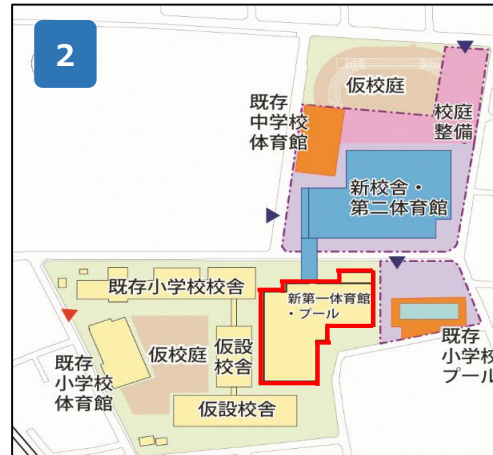 2
仮校庭
既存
中学校
体育館
校庭
整備
新校舎・
第二体育館
既存小学校校舎
新第一体育館
・プール
仮校庭
仮設
校舎
既存
小学校
体育館
既存
小学校
プール
仮設校舎